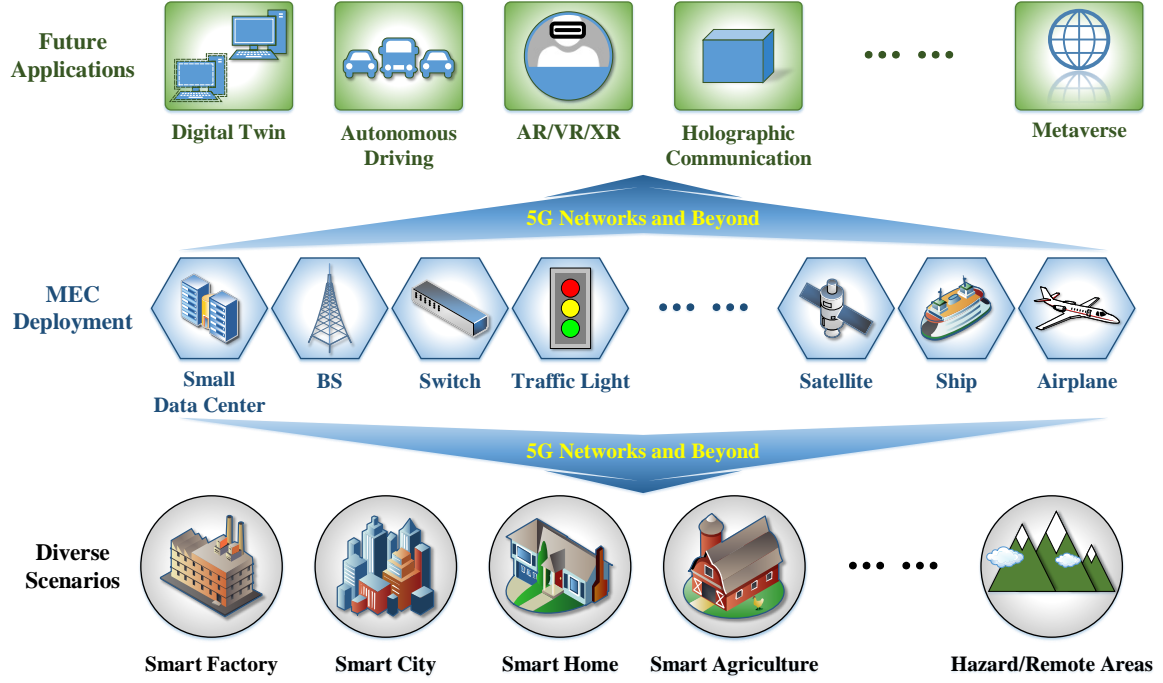 Future
Applications
Digital Twin
Autonomous
Driving
AR/VR/XR
Holographic
Communication
... ...
Metaverse
5G Networks and Beyond
MEC
Deployment
Small
Data Center
BS
Switch
Traffic Light
... ...
Satellite
Ship
Airplane
5G Networks and Beyond
Diverse
Scenarios
Smart Factory
Smart City
Smart Home
Smart Agriculture
... ...
Hazard/Remote Areas